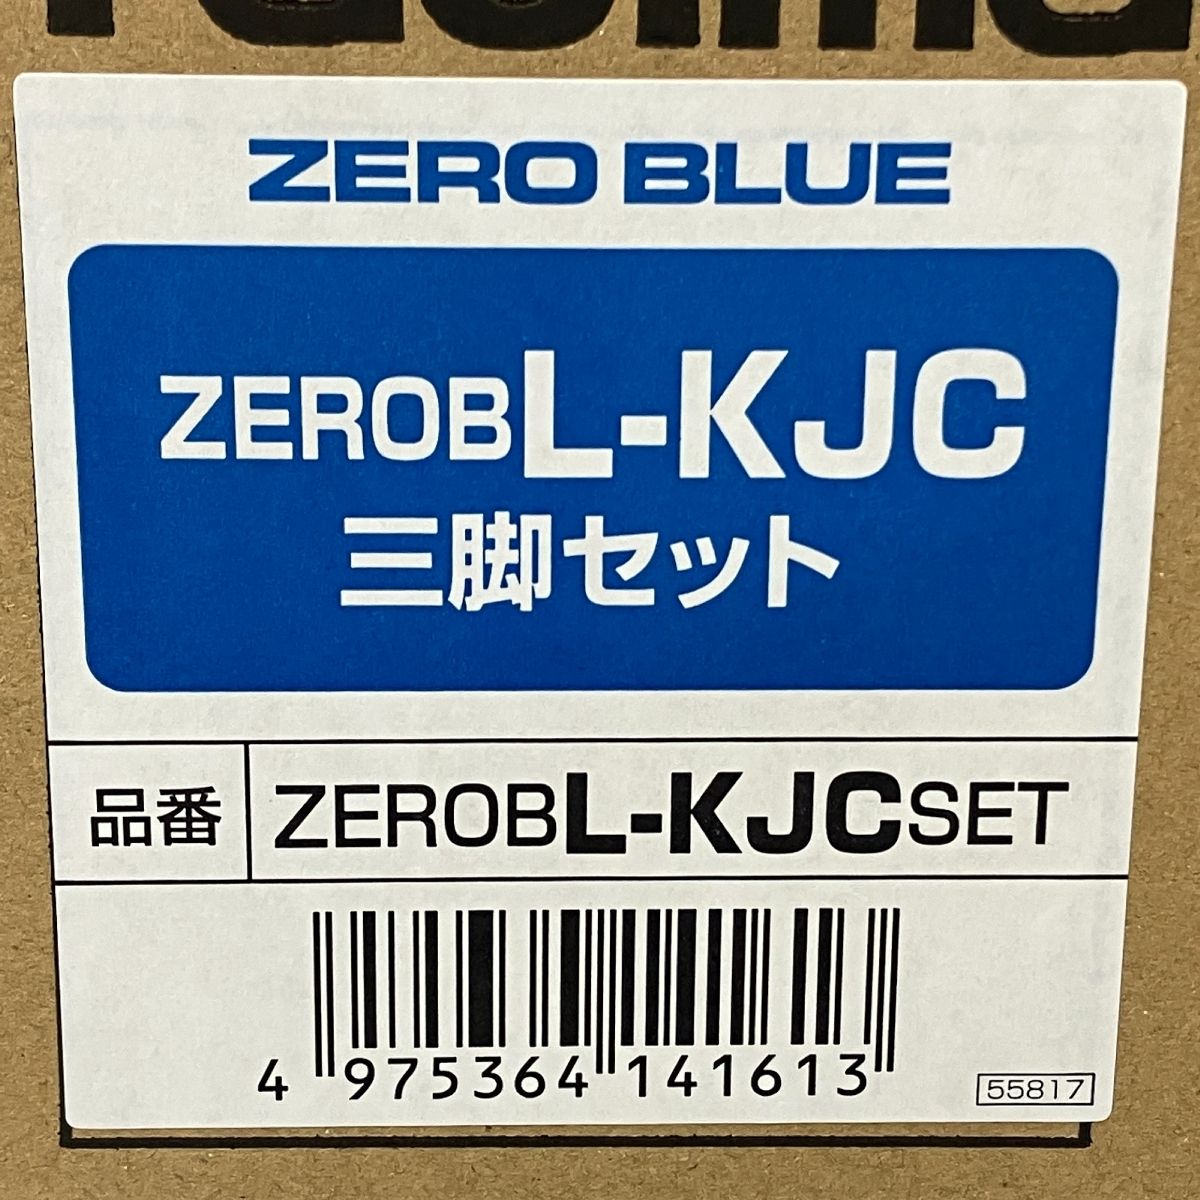 ZERO BLUE
ZEROBL-KJC
三脚セット
品番 ZEROBL-KJCSET
4 975364 141613
55817